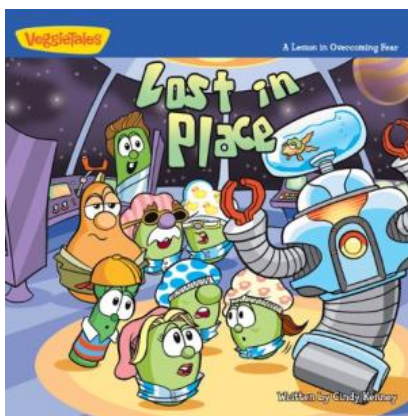 VeggieTales
A Lesson in Overcoming Fear
Lost in
Place
Written by Cindy Kenney